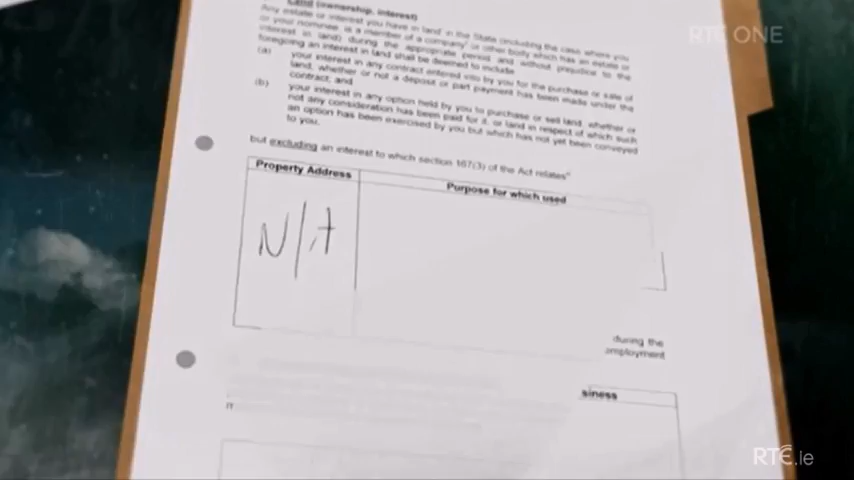 Land (ownership, interest)
Any estate or interest you have in land in the State (including the case where you
or your nominee, is a member of a company or other body which has an estate or
interest in land) during the appropriate period and without prejudice to the
foregoing an interest in land shall be deemed to include
(a) your interest in any contract entered into by you for the purchase or sale of
land, whether or not a deposit or part payment has been made under the
contract, and
(b) your interest in any option held by you to purchase or sell land, whether or
not any consideration has been paid for it, or land in respect of which such
an option has been exercised by you but which has not yet been conveyed
to you,
but excluding an interest to which section 167(3) of the Act relates"
Property Address
Purpose for which used
N/A
during the
employment
siness
RTÉ ONE
RTÉ.ie